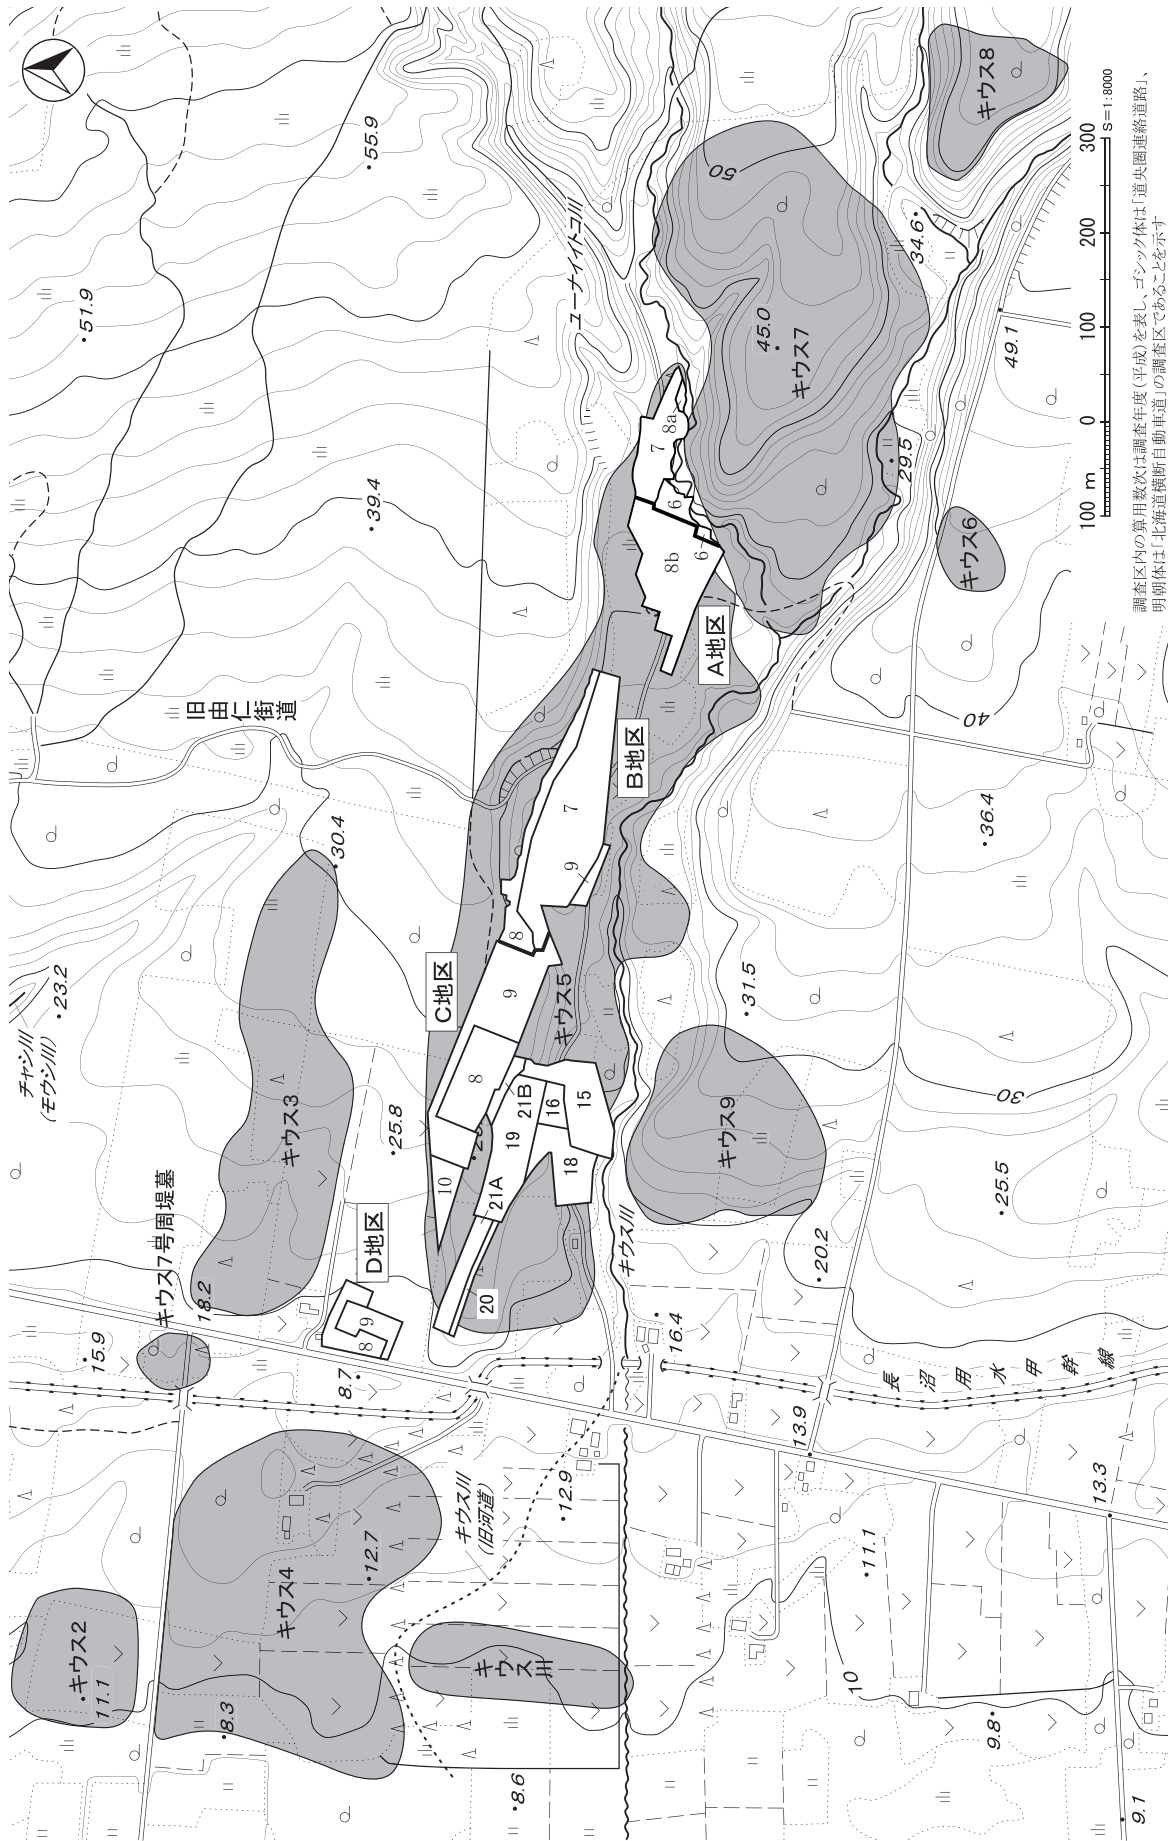 キウス2
11.1
8.3
キウス4
12.7
キウス川
キウス川
(旧河道)
8.6
12.9
キウス7号周堤墓
15.9
18.2
8.7
D地区
8
9
チャシ川
(モウシ川)
23.2
キウス3
30.4
25.8
旧由仁街道
C地区
10
8
9
8
21A
20
19
21B
16
15
18
キウス5
B地区
7
9
A地区
8b
6
6
7
8a
ユーナイイトコ川
51.9
39.4
55.9
50
45.0
キウス7
キウス8
34.6
29.5
49.1
キウス6
40
36.4
31.5
キウス9
30
25.5
20.2
キウス川
16.4
長沼用水甲幹線
13.9
13.3
11.1
10
9.8
9.1
100 m 0 100 200 300
S=1:8000
調査区内の算用数次は調査年度(平成)を表し、ゴシック体は「道央圏連絡道路」、
明朝体は「北海道横断自動車道」の調査区であることを示す